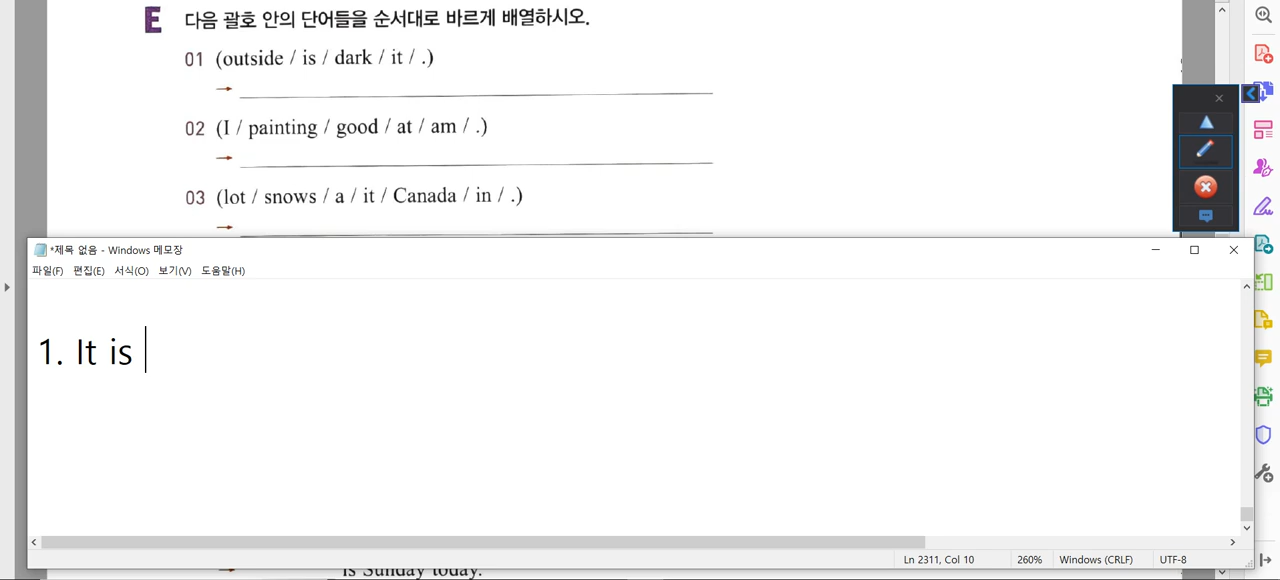 E 다음 괄호 안의 단어들을 순서대로 바르게 배열하시오.
01 (outside / is / dark / it / .)
02 (I / painting / good / at / am / .)
03 (lot / snows / a / it / Canada / in / .)
*제목 없음 - Windows 메모장
파일(F) 편집(E) 서식(O) 보기(V) 도움말(H)
1. It is
Ln 2311, Col 10 260% Windows (CRLF) UTF-8
is Sunday today.